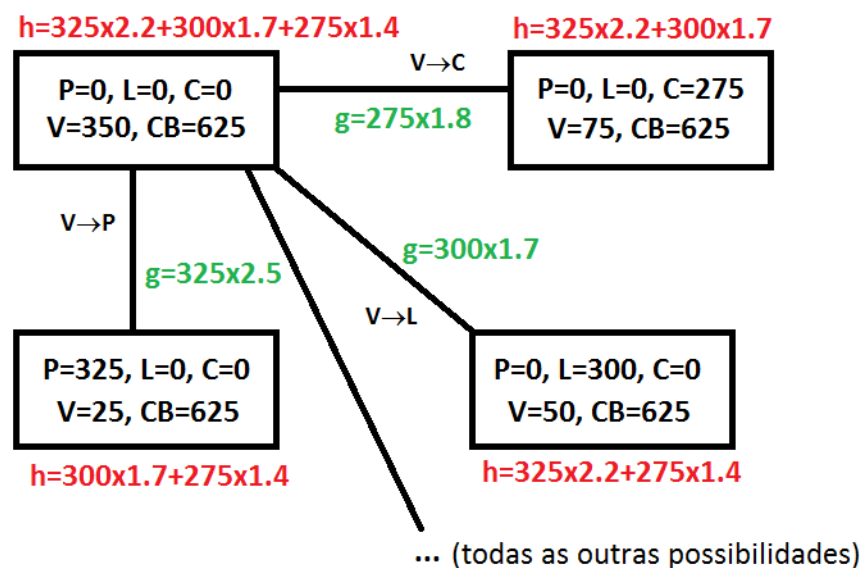 h=325x2.2+300x1.7+275x1.4
P=0, L=0, C=0
V=350, CB=625
V→C
g=275x1.8
h=325x2.2+300x1.7
P=0, L=0, C=275
V=75, CB=625
V→P
g=325x2.5
g=300x1.7
V→L
P=325, L=0, C=0
V=25, CB=625
h=300x1.7+275x1.4
P=0, L=300, C=0
V=50, CB=625
h=325x2.2+275x1.4
... (todas as outras possibilidades)